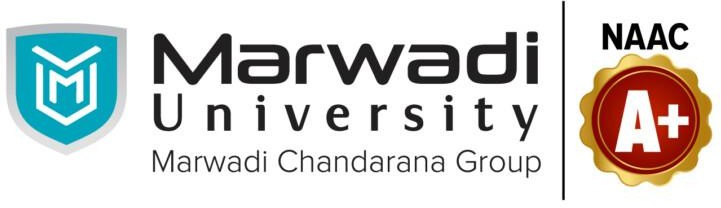 Marwadi
University
Marwadi Chandarana Group
NAAC
A+